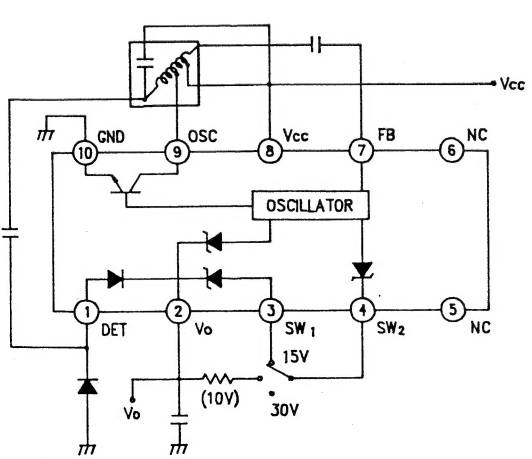 Vcc
GND
OSC
Vcc
FB
NC
10
9
8
7
6
OSCILLATOR
1
2
3
4
5
DET
Vo
SW1
SW2
NC
15V
(10V)
Vo
30V